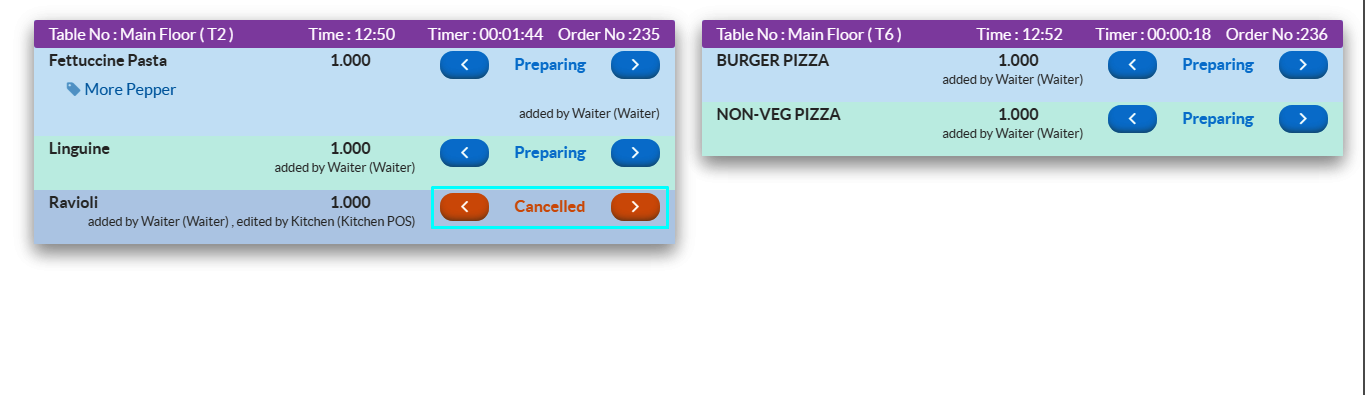 Table No : Main Floor ( T2 ) Time : 12:50 Timer : 00:01:44 Order No :235
Fettuccine Pasta 1.000 Preparing
More Pepper
added by Waiter (Waiter)
Linguine 1.000 Preparing
added by Waiter (Waiter)
Ravioli 1.000 Cancelled
added by Waiter (Waiter) , edited by Kitchen (Kitchen POS)
Table No : Main Floor ( T6 ) Time : 12:52 Timer : 00:00:18 Order No :236
BURGER PIZZA 1.000 Preparing
added by Waiter (Waiter)
NON-VEG PIZZA 1.000 Preparing
added by Waiter (Waiter)